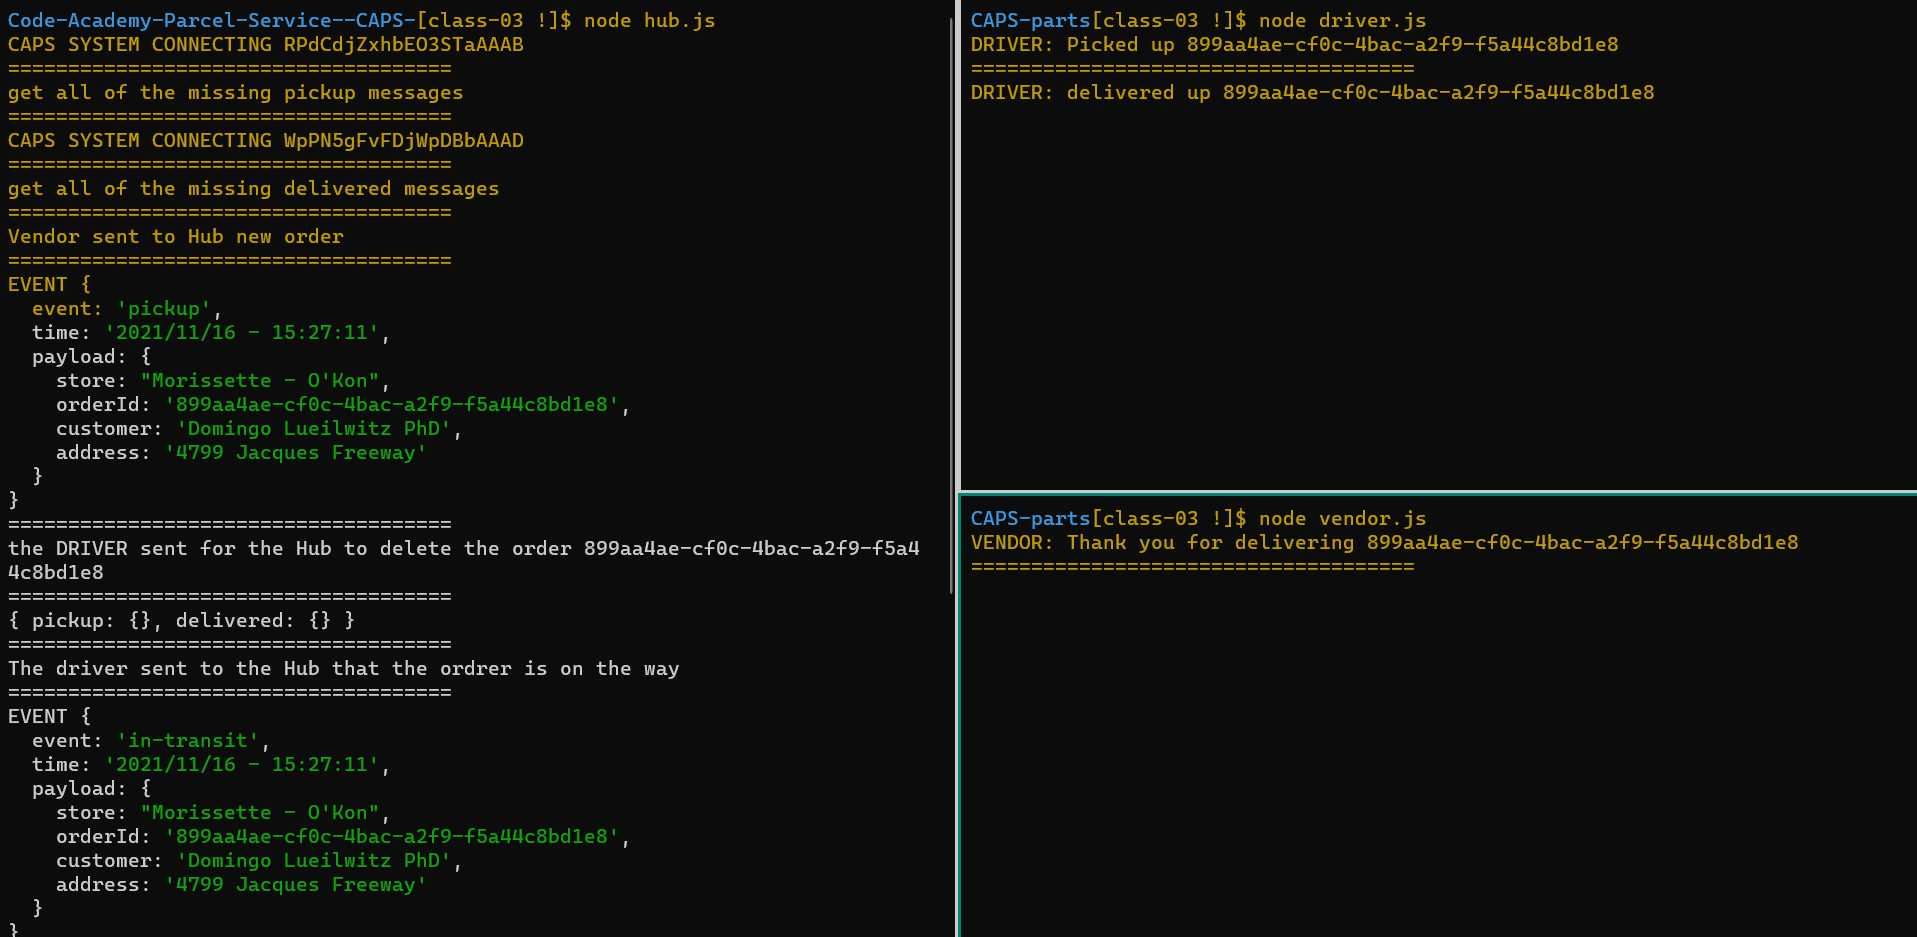 Code-Academy-Parcel-Service--CAPS-[class-03 !]$ node hub.js
CAPS SYSTEM CONNECTING RPdCdjZxhbEO3STaAAAB
=====================================
get all of the missing pickup messages
=====================================
CAPS SYSTEM CONNECTING WpPN5gFvFDjWpDBbAAAD
=====================================
get all of the missing delivered messages
=====================================
Vendor sent to Hub new order
=====================================
EVENT {
  event: 'pickup',
  time: '2021/11/16 - 15:27:11',
  payload: {
    store: "Morissette - O'Kon",
    orderId: '899aa4ae-cf0c-4bac-a2f9-f5a44c8bd1e8',
    customer: 'Domingo Lueilwitz PhD',
    address: '4799 Jacques Freeway'
  }
}
=====================================
the DRIVER sent for the Hub to delete the order 899aa4ae-cf0c-4bac-a2f9-f5a4
4c8bd1e8
=====================================
{ pickup: {}, delivered: {} }
=====================================
The driver sent to the Hub that the ordrer is on the way
=====================================
EVENT {
  event: 'in-transit',
  time: '2021/11/16 - 15:27:11',
  payload: {
    store: "Morissette - O'Kon",
    orderId: '899aa4ae-cf0c-4bac-a2f9-f5a44c8bd1e8',
    customer: 'Domingo Lueilwitz PhD',
    address: '4799 Jacques Freeway'
  }
}
CAPS-parts[class-03 !]$ node driver.js
DRIVER: Picked up 899aa4ae-cf0c-4bac-a2f9-f5a44c8bd1e8
=====================================
DRIVER: delivered up 899aa4ae-cf0c-4bac-a2f9-f5a44c8bd1e8
CAPS-parts[class-03 !]$ node vendor.js
VENDOR: Thank you for delivering 899aa4ae-cf0c-4bac-a2f9-f5a44c8bd1e8
=====================================